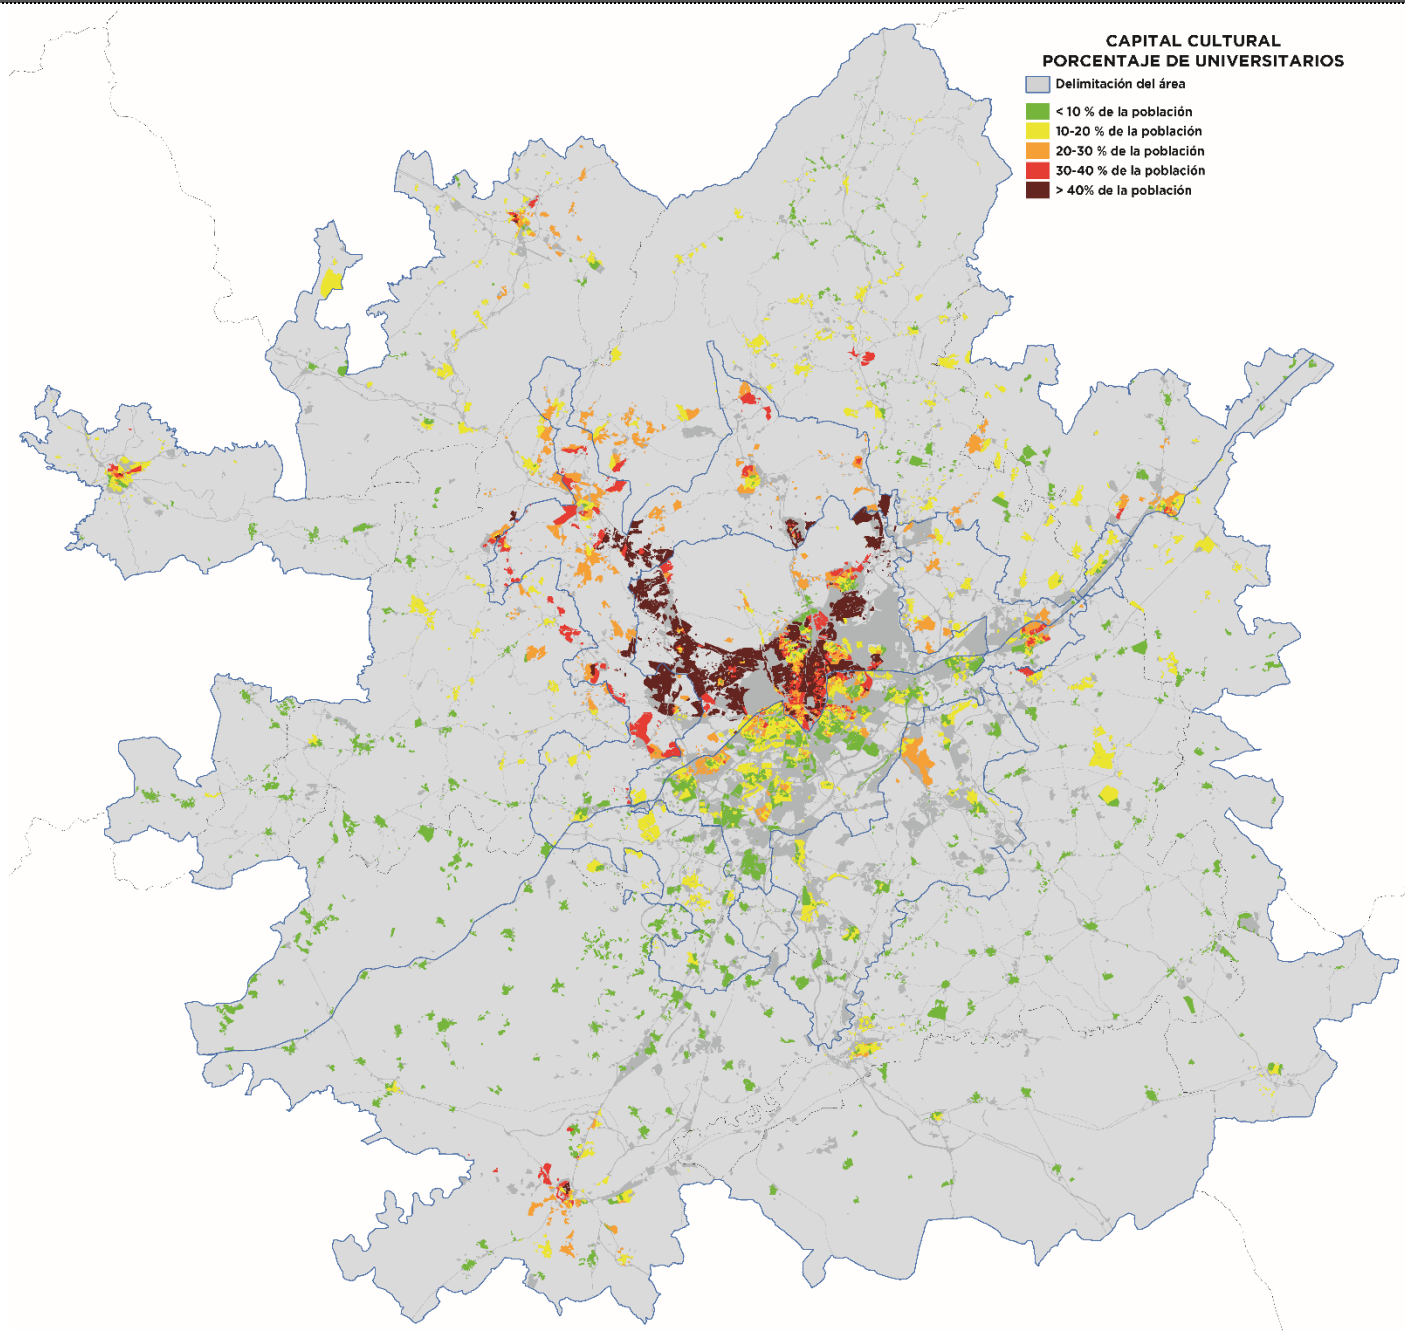 CAPITAL CULTURAL
PORCENTAJE DE UNIVERSITARIOS
Delimitación del área
< 10 % de la población
10-20 % de la población
20-30 % de la población
30-40 % de la población
> 40% de la población